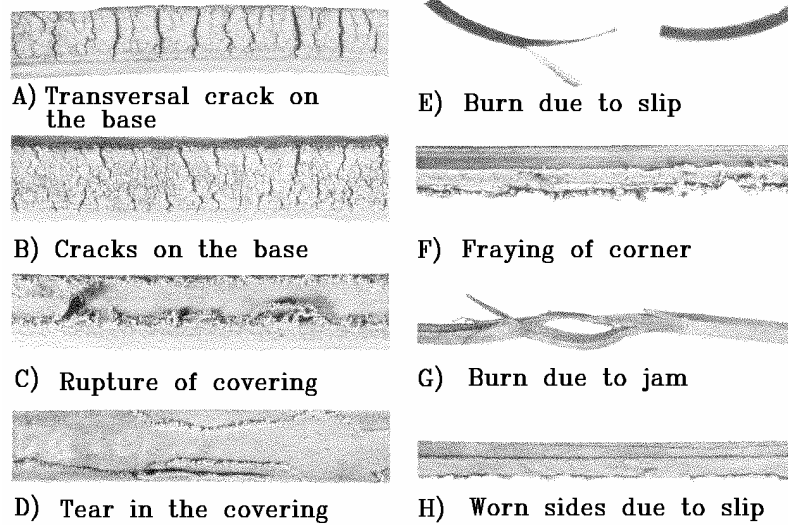 A) Transversal crack on
the base
B) Cracks on the base
C) Rupture of covering
D) Tear in the covering
E) Burn due to slip
F) Fraying of corner
G) Burn due to jam
H) Worn sides due to slip